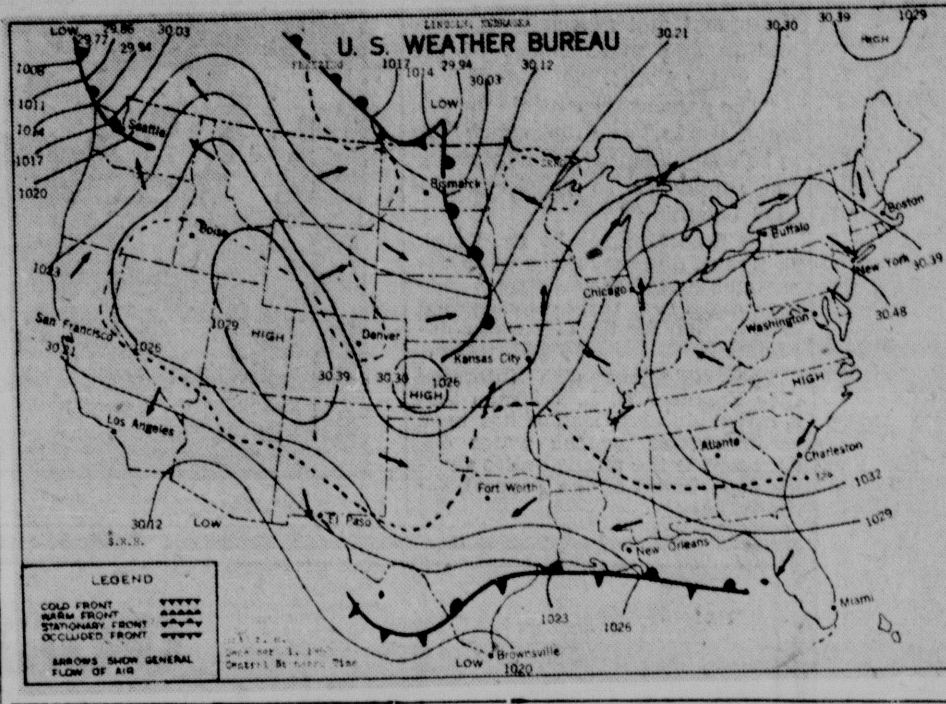 LINCOLN, NEBRASKA
U. S. WEATHER BUREAU
LOW
29.77
29.86
29.94
30.03
1017
1014
29.94
30.03
30.12
30.21
30.30
30.39
1029
HIGH
LOW
1008
1011
1014
1017
1020
Seattle
Bismarck
Boise
Buffalo
Boston
30.39
New York
1023
Chicago
Washington
30.48
San Francisco
1026
1029
HIGH
Denver
Kansas City
30.39
1026
HIGH
HIGH
Los Angeles
Atlanta
Charleston
1032
Fort Worth
30.12
LOW
El Paso
1029
New Orleans
LEGEND
COLD FRONT
WARM FRONT
STATIONARY FRONT
OCCLUDED FRONT
ARROWS SHOW GENERAL
FLOW OF AIR
1023
1026
Miami
Central Time
LOW
Brownsville
1020